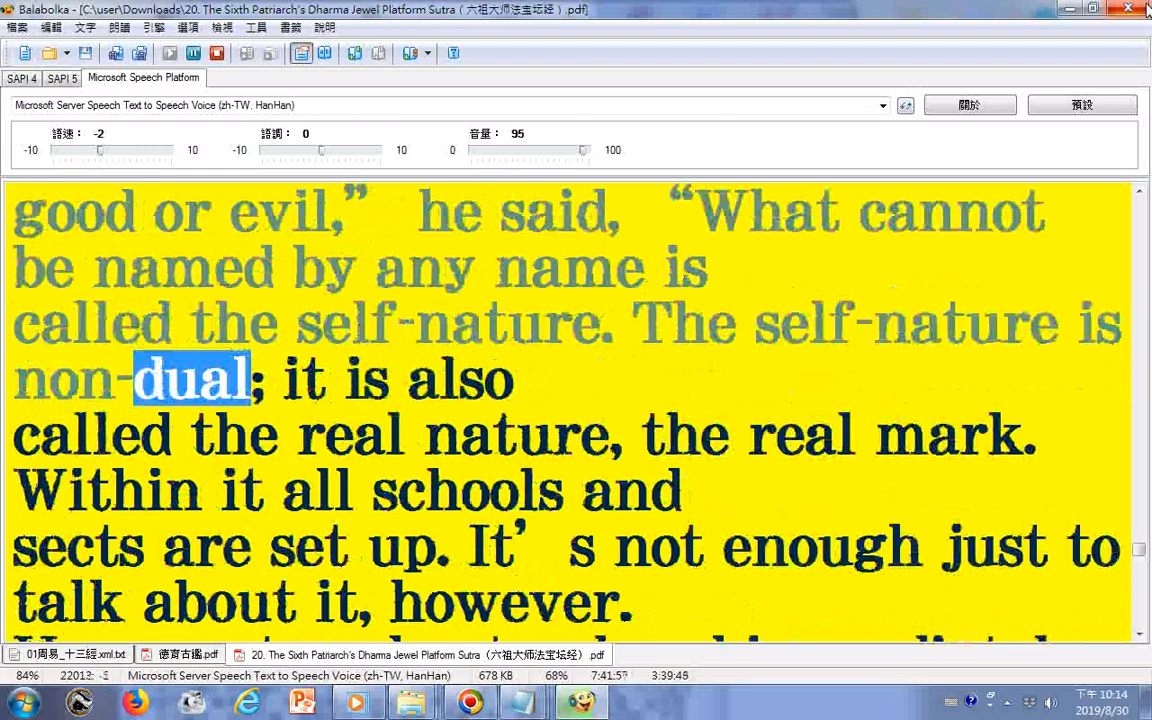 Balabolka - [C:\user\Downloads\20. The Sixth Patriarch's Dharma Jewel Platform Sutra（六祖大师法宝坛经）.pdf]
檔案 編輯 文字 朗讀 引擎 選項 檢視 工具 書籤 說明
SAPI 4 SAPI 5 Microsoft Speech Platform
Microsoft Server Speech Text to Speech Voice (zh-TW, HanHan) 關於 預設
語速： -2 語調： 0 音量： 95
-10 10 -10 10 0 100
good or evil,” he said, “What cannot
be named by any name is
called the self-nature. The self-nature is
non-dual; it is also
called the real nature, the real mark.
Within it all schools and
sects are set up. It’s not enough just to
talk about it, however.
01周易_十三經.xml.txt 德育古鑑.pdf 20. The Sixth Patriarch's Dharma Jewel Platform Sutra（六祖大师法宝坛经）.pdf
84% Microsoft Server Speech Text to Speech Voice (zh-TW, HanHan) 678 KB 68% 3:39:48
下午 10:14
2019/8/30